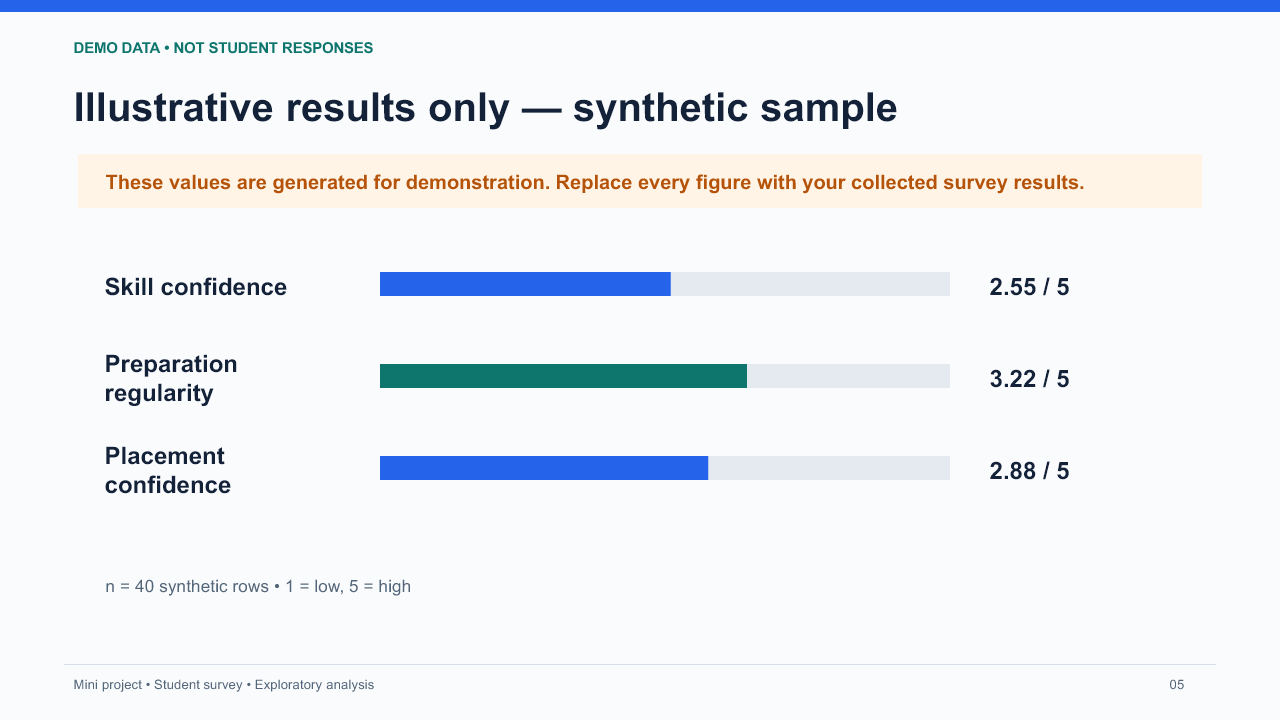 DEMO DATA • NOT STUDENT RESPONSES
Illustrative results only — synthetic sample
These values are generated for demonstration. Replace every figure with your collected survey results.
Skill confidence
2.55 / 5
Preparation
regularity
3.22 / 5
Placement
confidence
2.88 / 5
n = 40 synthetic rows • 1 = low, 5 = high
Mini project • Student survey • Exploratory analysis
05